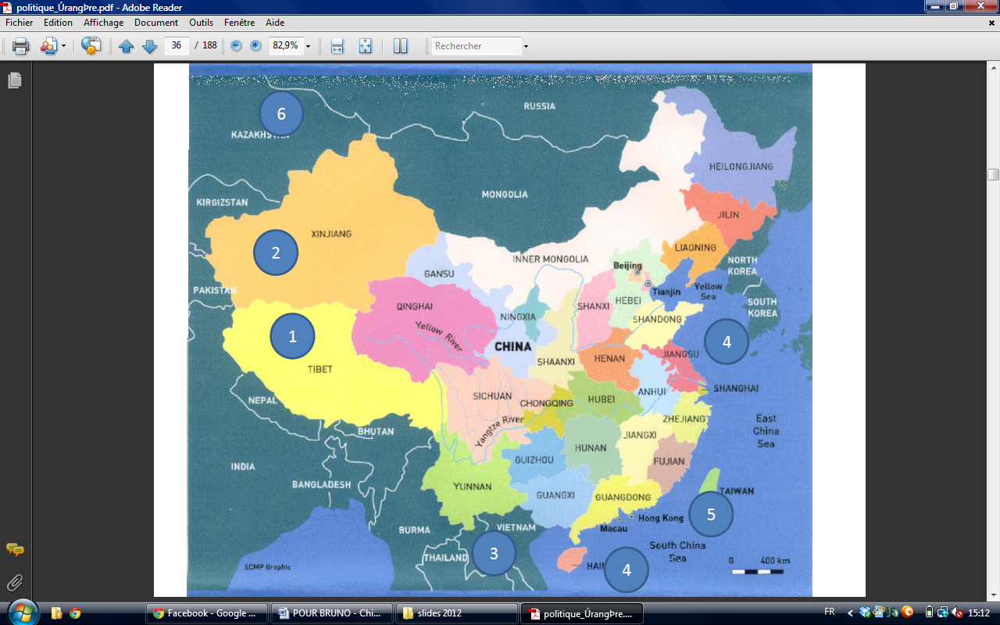 politique_ÚrangÞre.pdf - Adobe Reader
Fichier Edition Affichage Document Outils Fenêtre Aide
36 / 188 82,9% Rechercher
RUSSIA
6
KAZAKHSTAN
HEILONGJIANG
MONGOLIA
KIRGIZSTAN
JILIN
XINJIANG
2
LIAONING
INNER MONGOLIA
NORTH
KOREA
Beijing
GANSU
Tianjin
Yellow
Sea
PAKISTAN
SOUTH
KOREA
QINGHAI
SHANXI
HEBEI
NINGXIA
SHANDONG
Yellow River
1
4
CHINA
TIBET
SHAANXI
HENAN
JIANGSU
SHANGHAI
ANHUI
SICHUAN
CHONGQING
HUBEI
NEPAL
ZHEJIANG
East
China
Sea
Yangtze River
BHUTAN
JIANGXI
HUNAN
GUIZHOU
FUJIAN
INDIA
BANGLADESH
YUNNAN
GUANGXI
GUANGDONG
TAIWAN
5
Hong Kong
Macau
BURMA
VIETNAM
South China
Sea
3
THAILAND
SCMP Graphic
HAI
4
0 400 km
Facebook - Google ... POUR BRUNO - Chi... slides 2012 politique_ÚrangÞre.... FR 15:12